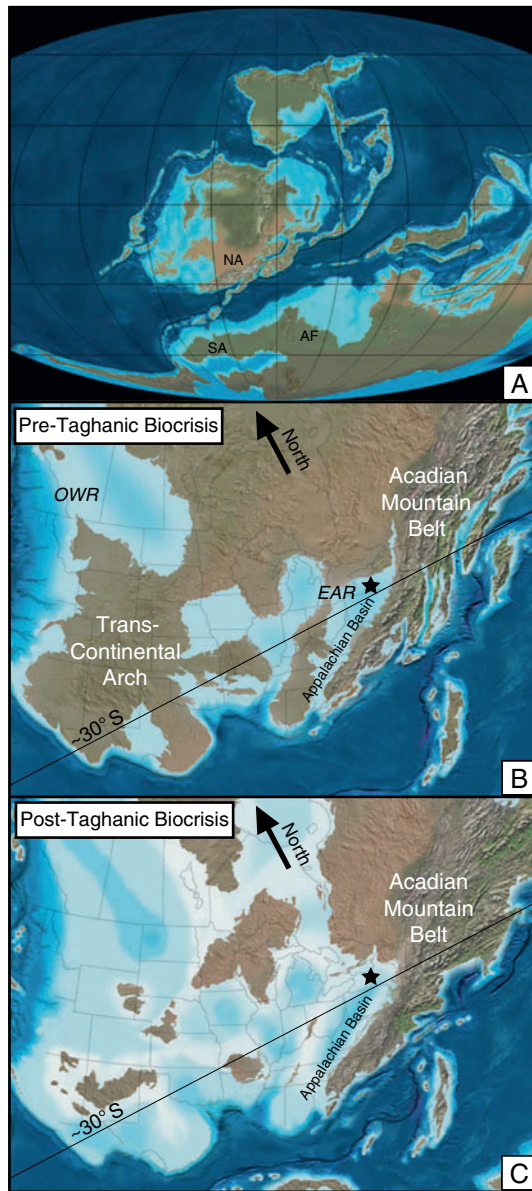 NA
SA
AF
A
Pre-Taghanic Biocrisis
North
OWR
Acadian
Mountain
Belt
EAR
Trans-
Continental
Arch
Appalachian Basin
~30° S
B
Post-Taghanic Biocrisis
North
Acadian
Mountain
Belt
Appalachian Basin
~30° S
C